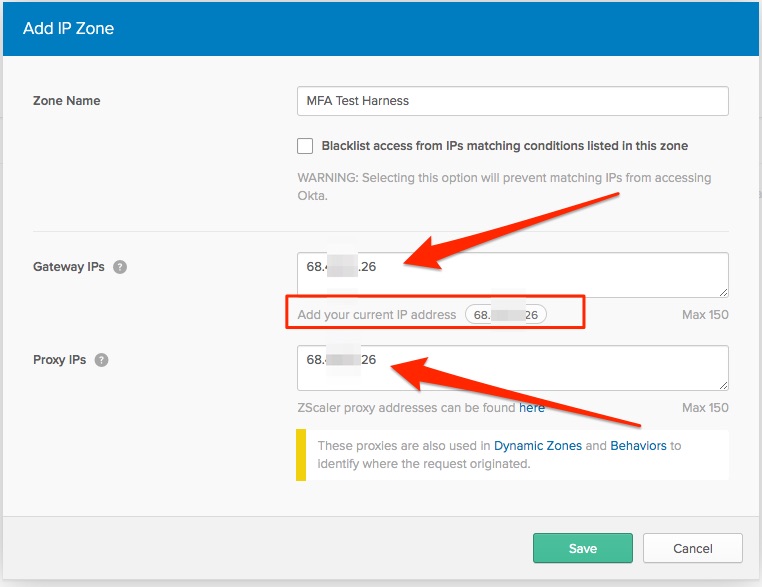 Add IP Zone
Zone Name
MFA Test Harness
Blacklist access from IPs matching conditions listed in this zone
WARNING: Selecting this option will prevent matching IPs from accessing
Okta.
Gateway IPs ?
68. .26
Add your current IP address 68. 26
Max 150
Proxy IPs ?
68. 26
ZScaler proxy addresses can be found here
Max 150
These proxies are also used in Dynamic Zones and Behaviors to
identify where the request originated.
Save
Cancel